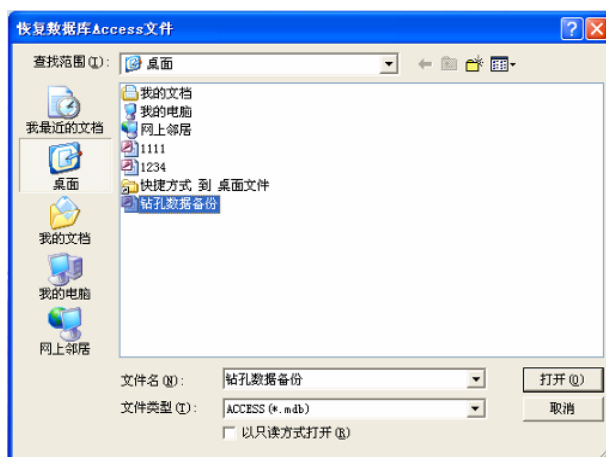 恢复数据库Access文件
查找范围(I):
桌面
我最近的文档
桌面
我的文档
我的电脑
网上邻居
我的文档
我的电脑
网上邻居
1111
1234
快捷方式 到 桌面文件
钻孔数据备份
文件名(N):
钻孔数据备份
打开(O)
文件类型(T):
ACCESS(*.mdb)
取消
以只读方式打开(R)